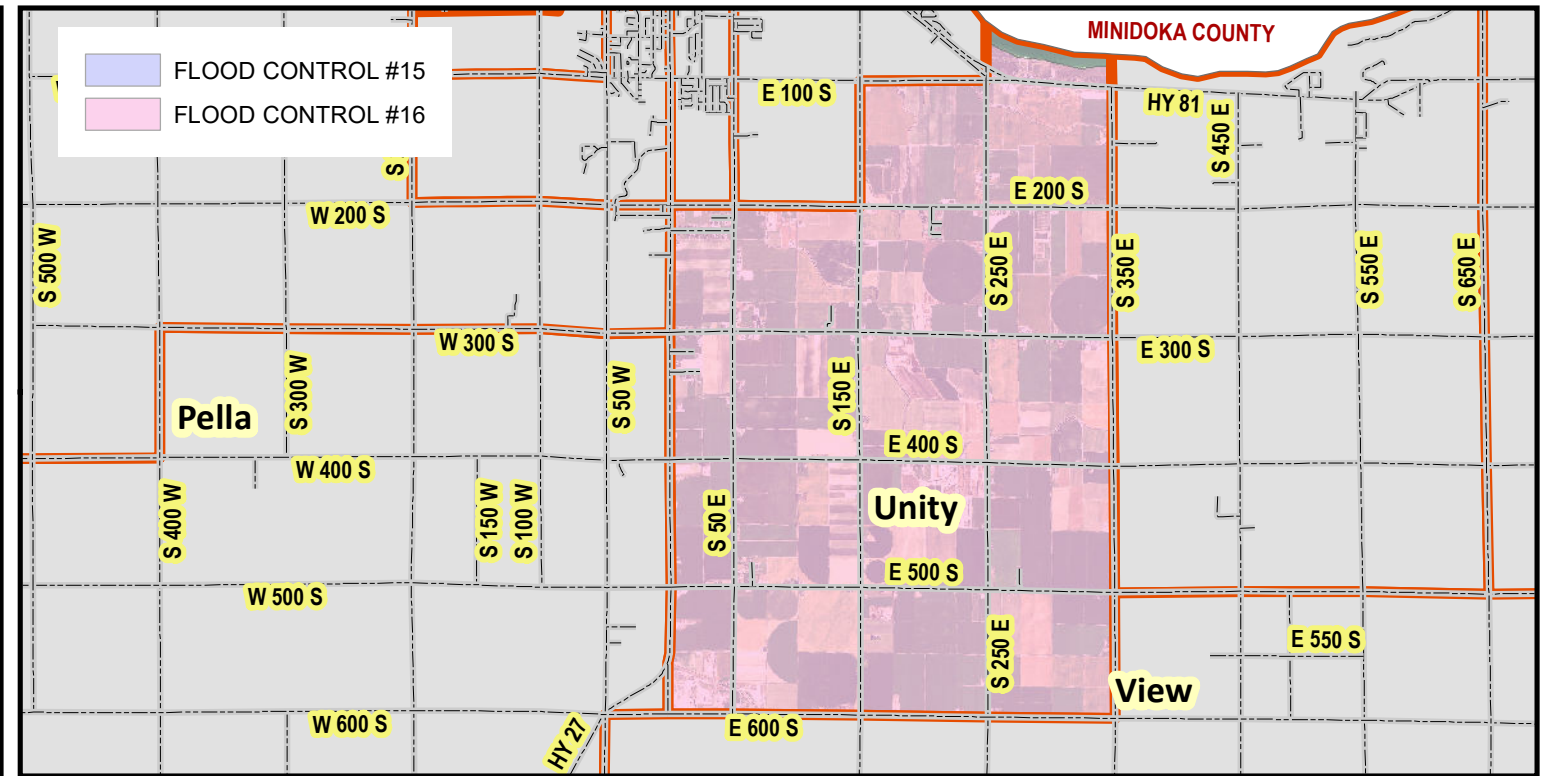 MINIDOKA COUNTY
FLOOD CONTROL #15
FLOOD CONTROL #16
E 100 S
HY 81
S 450 E
S
E 200 S
W 200 S
S 500 W
S 250 E
S 350 E
S 550 E
S 650 E
W 300 S
E 300 S
S 300 W
S 50 W
S 150 E
Pella
E 400 S
W 400 S
Unity
S 400 W
S 150 W
S 100 W
S 50 E
E 500 S
W 500 S
E 550 S
S 250 E
View
W 600 S
E 600 S
HY 27